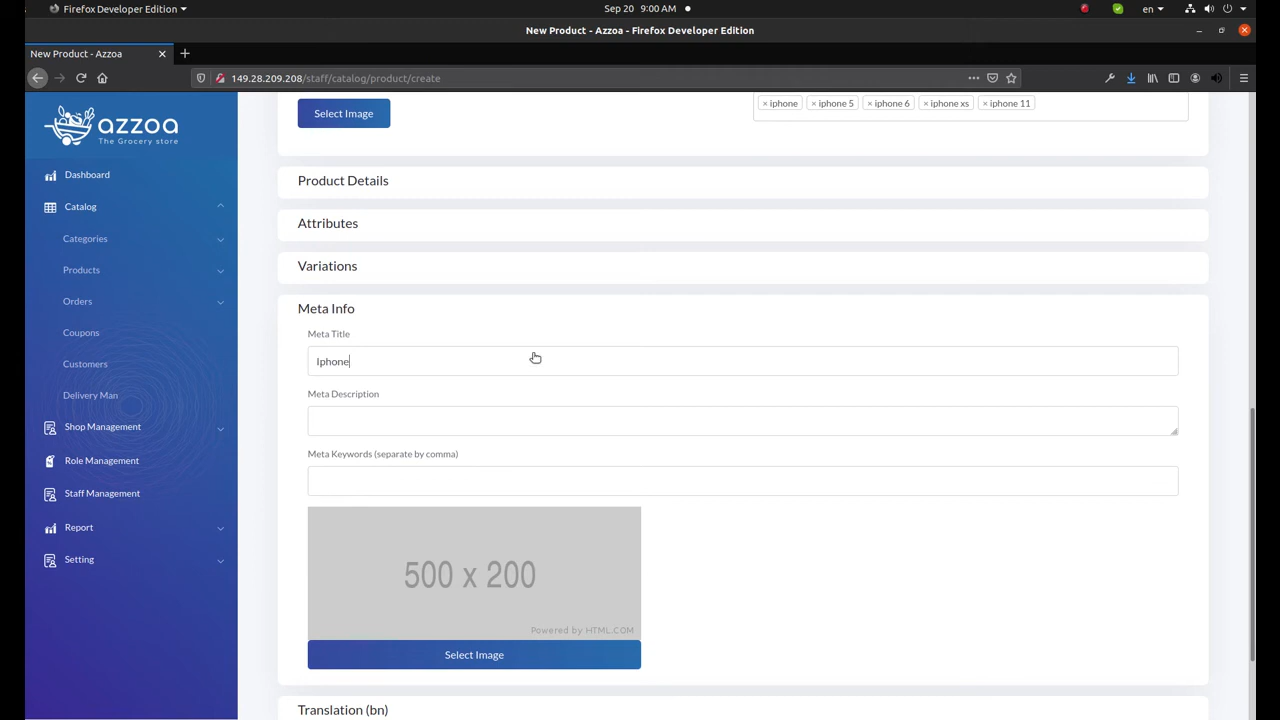 Firefox Developer Edition
Sep 20 9:00 AM
en
New Product - Azzoa - Firefox Developer Edition
New Product - Azzoa
149.28.209.208/staff/catalog/product/create
azzoa
The Grocery store
Dashboard
Catalog
Categories
Products
Orders
Coupons
Customers
Delivery Man
Shop Management
Role Management
Staff Management
Report
Setting
Select Image
× iphone × iphone 5 × iphone 6 × iphone xs × iphone 11
Product Details
Attributes
Variations
Meta Info
Meta Title
Iphone
Meta Description
Meta Keywords (separate by comma)
500 x 200
Powered by HTML.COM
Select Image
Translation (bn)